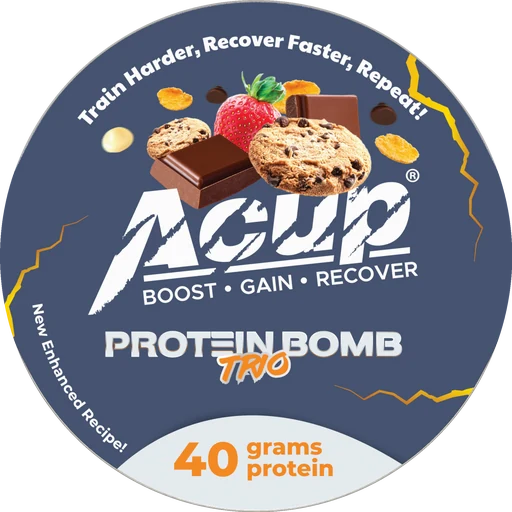 Train Harder, Recover Faster, Repeat!
Acup®
BOOST • GAIN • RECOVER
PROTEIN BOMB
TRIO
New Enhanced Recipe!
40 grams
protein